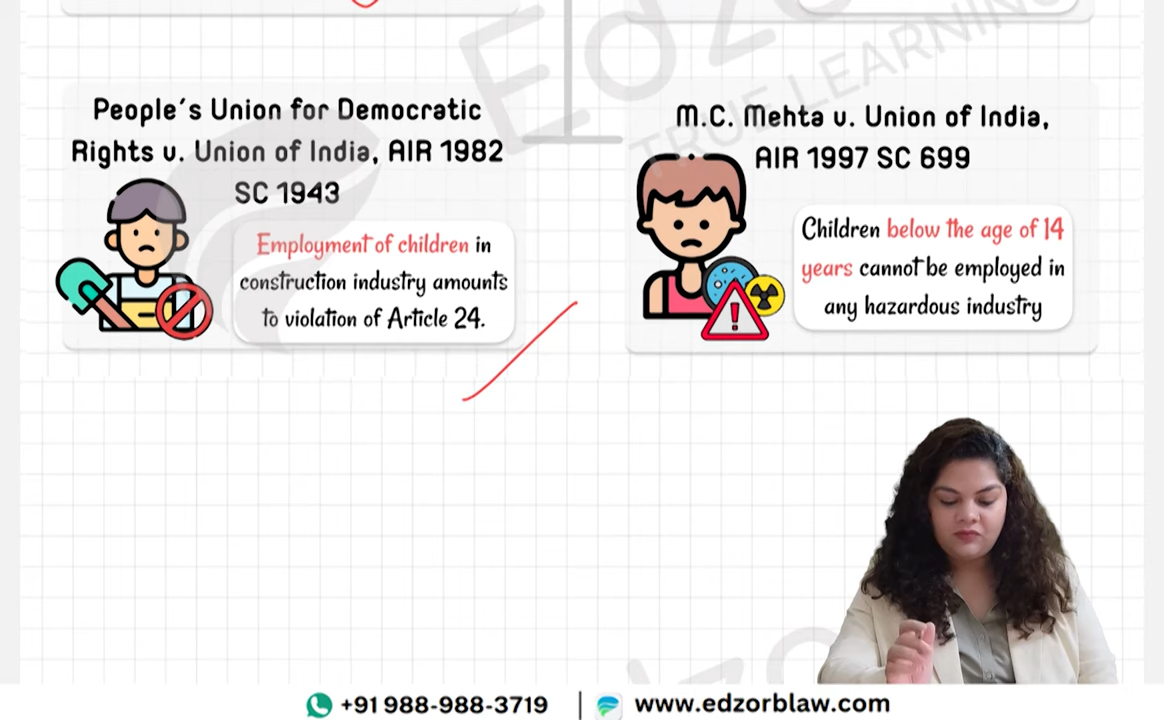 People's Union for Democratic
Rights v. Union of India, AIR 1982
SC 1943
Employment of children in
construction industry amounts
to violation of Article 24.
M.C. Mehta v. Union of India,
AIR 1997 SC 699
Children below the age of 14
years cannot be employed in
any hazardous industry
TRUE LEARNING
+91 988-988-3719
www.edzorblaw.com